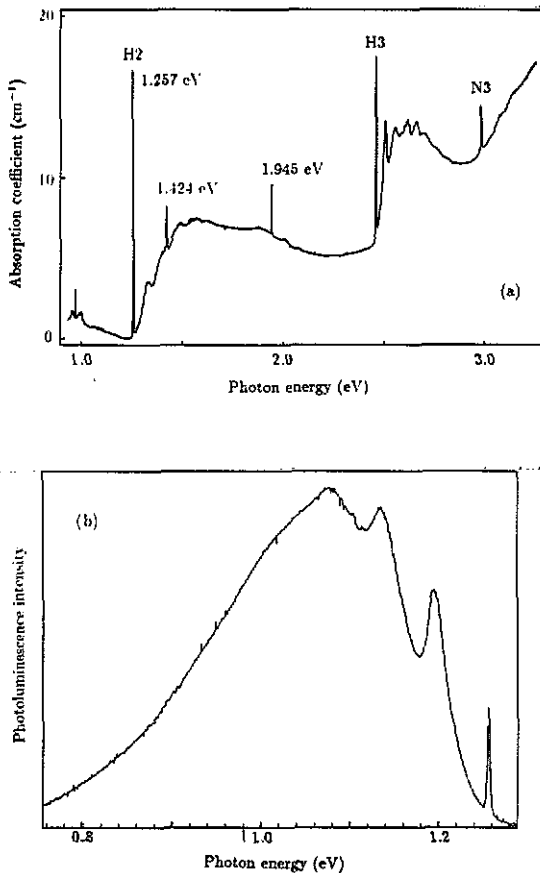 20
H2
H3
1.257 eV
N3
1.424 eV
1.945 eV
10
Absorption coefficient (cm⁻¹)
(a)
0
1.0
2.0
3.0
Photon energy (eV)
(b)
Photoluminescence intensity
0.8
1.0
1.2
Photon energy (eV)